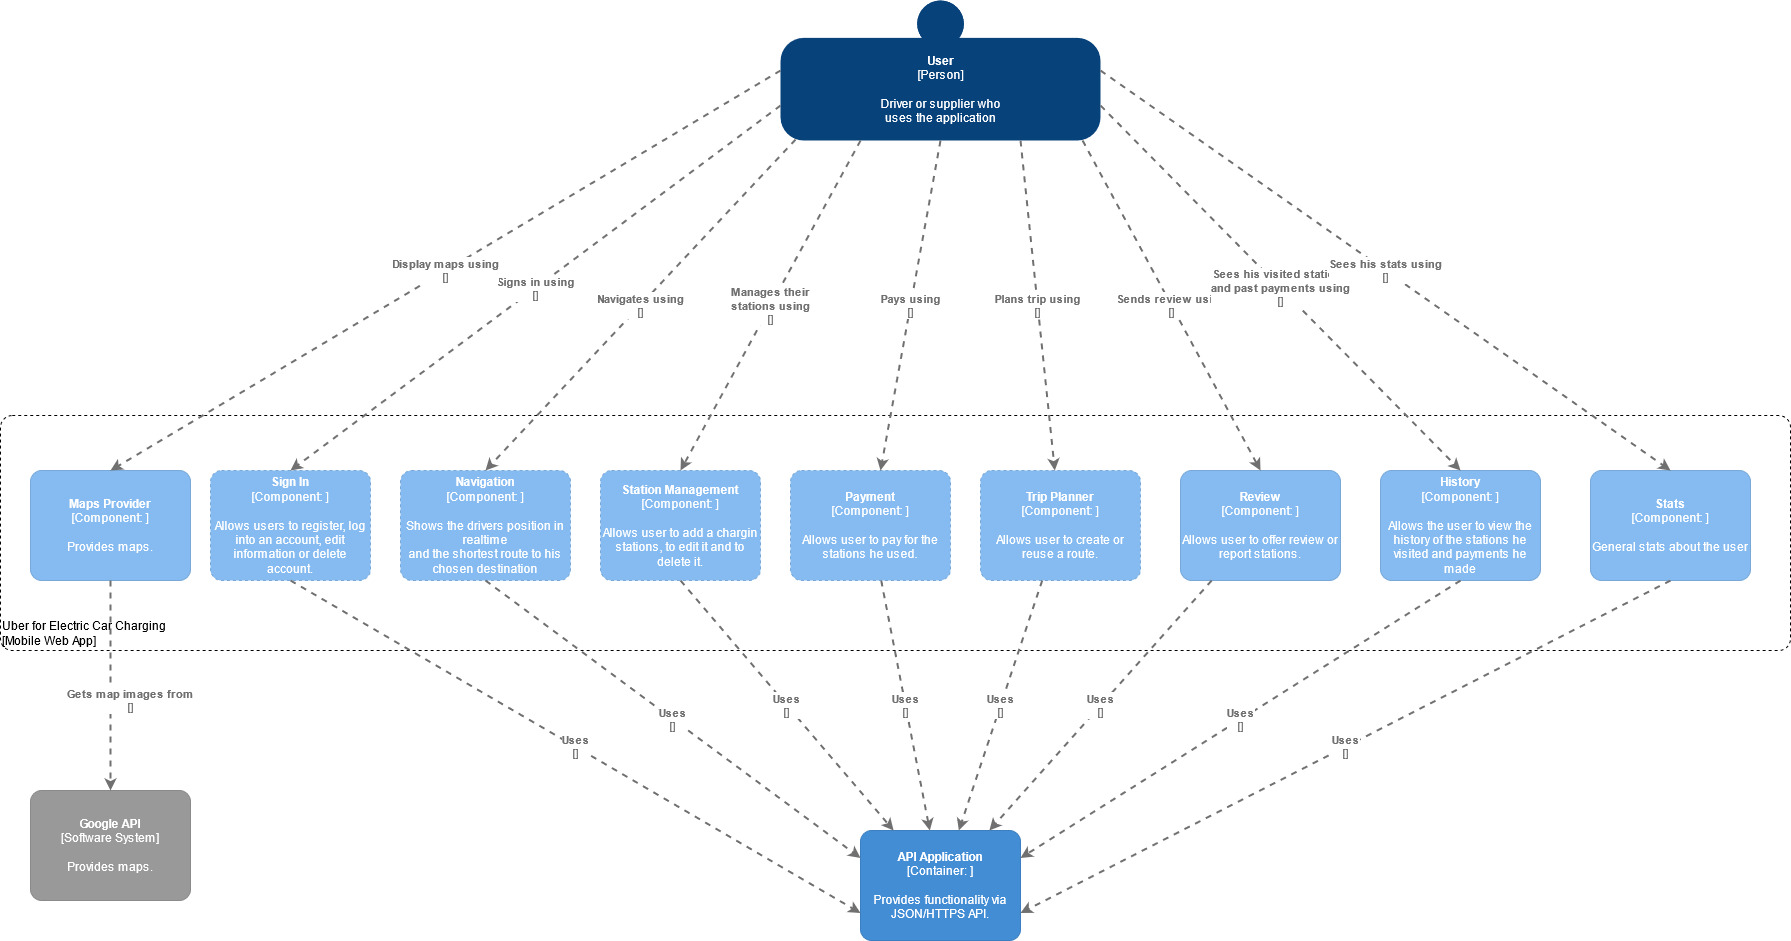 User
[Person]
Driver or supplier who
uses the application
Display maps using
[]
Signs in using
[]
Navigates using
[]
Manages their
stations using
[]
Pays using
[]
Plans trip using
[]
Sends review usi
[]
Sees his visited stati
and past payments using
[]
Sees his stats using
[]
Maps Provider
[Component: ]
Provides maps.
Sign In
[Component: ]
Allows users to register, log
into an account, edit
information or delete
account.
Navigation
[Component: ]
Shows the drivers position in
realtime
and the shortest route to his
chosen destination
Station Management
[Component: ]
Allows user to add a chargin
stations, to edit it and to
delete it.
Payment
[Component: ]
Allows user to pay for the
stations he used.
Trip Planner
[Component: ]
Allows user to create or
reuse a route.
Review
[Component: ]
Allows user to offer review or
report stations.
History
[Component: ]
Allows the user to view the
history of the stations he
visited and payments he
made
Stats
[Component: ]
General stats about the user
Uber for Electric Car Charging
[Mobile Web App]
Gets map images from
[]
Uses
[]
Uses
[]
Uses
[]
Uses
[]
Uses
[]
Uses
[]
Uses
[]
Uses
[]
Google API
[Software System]
Provides maps.
API Application
[Container: ]
Provides functionality via
JSON/HTTPS API.